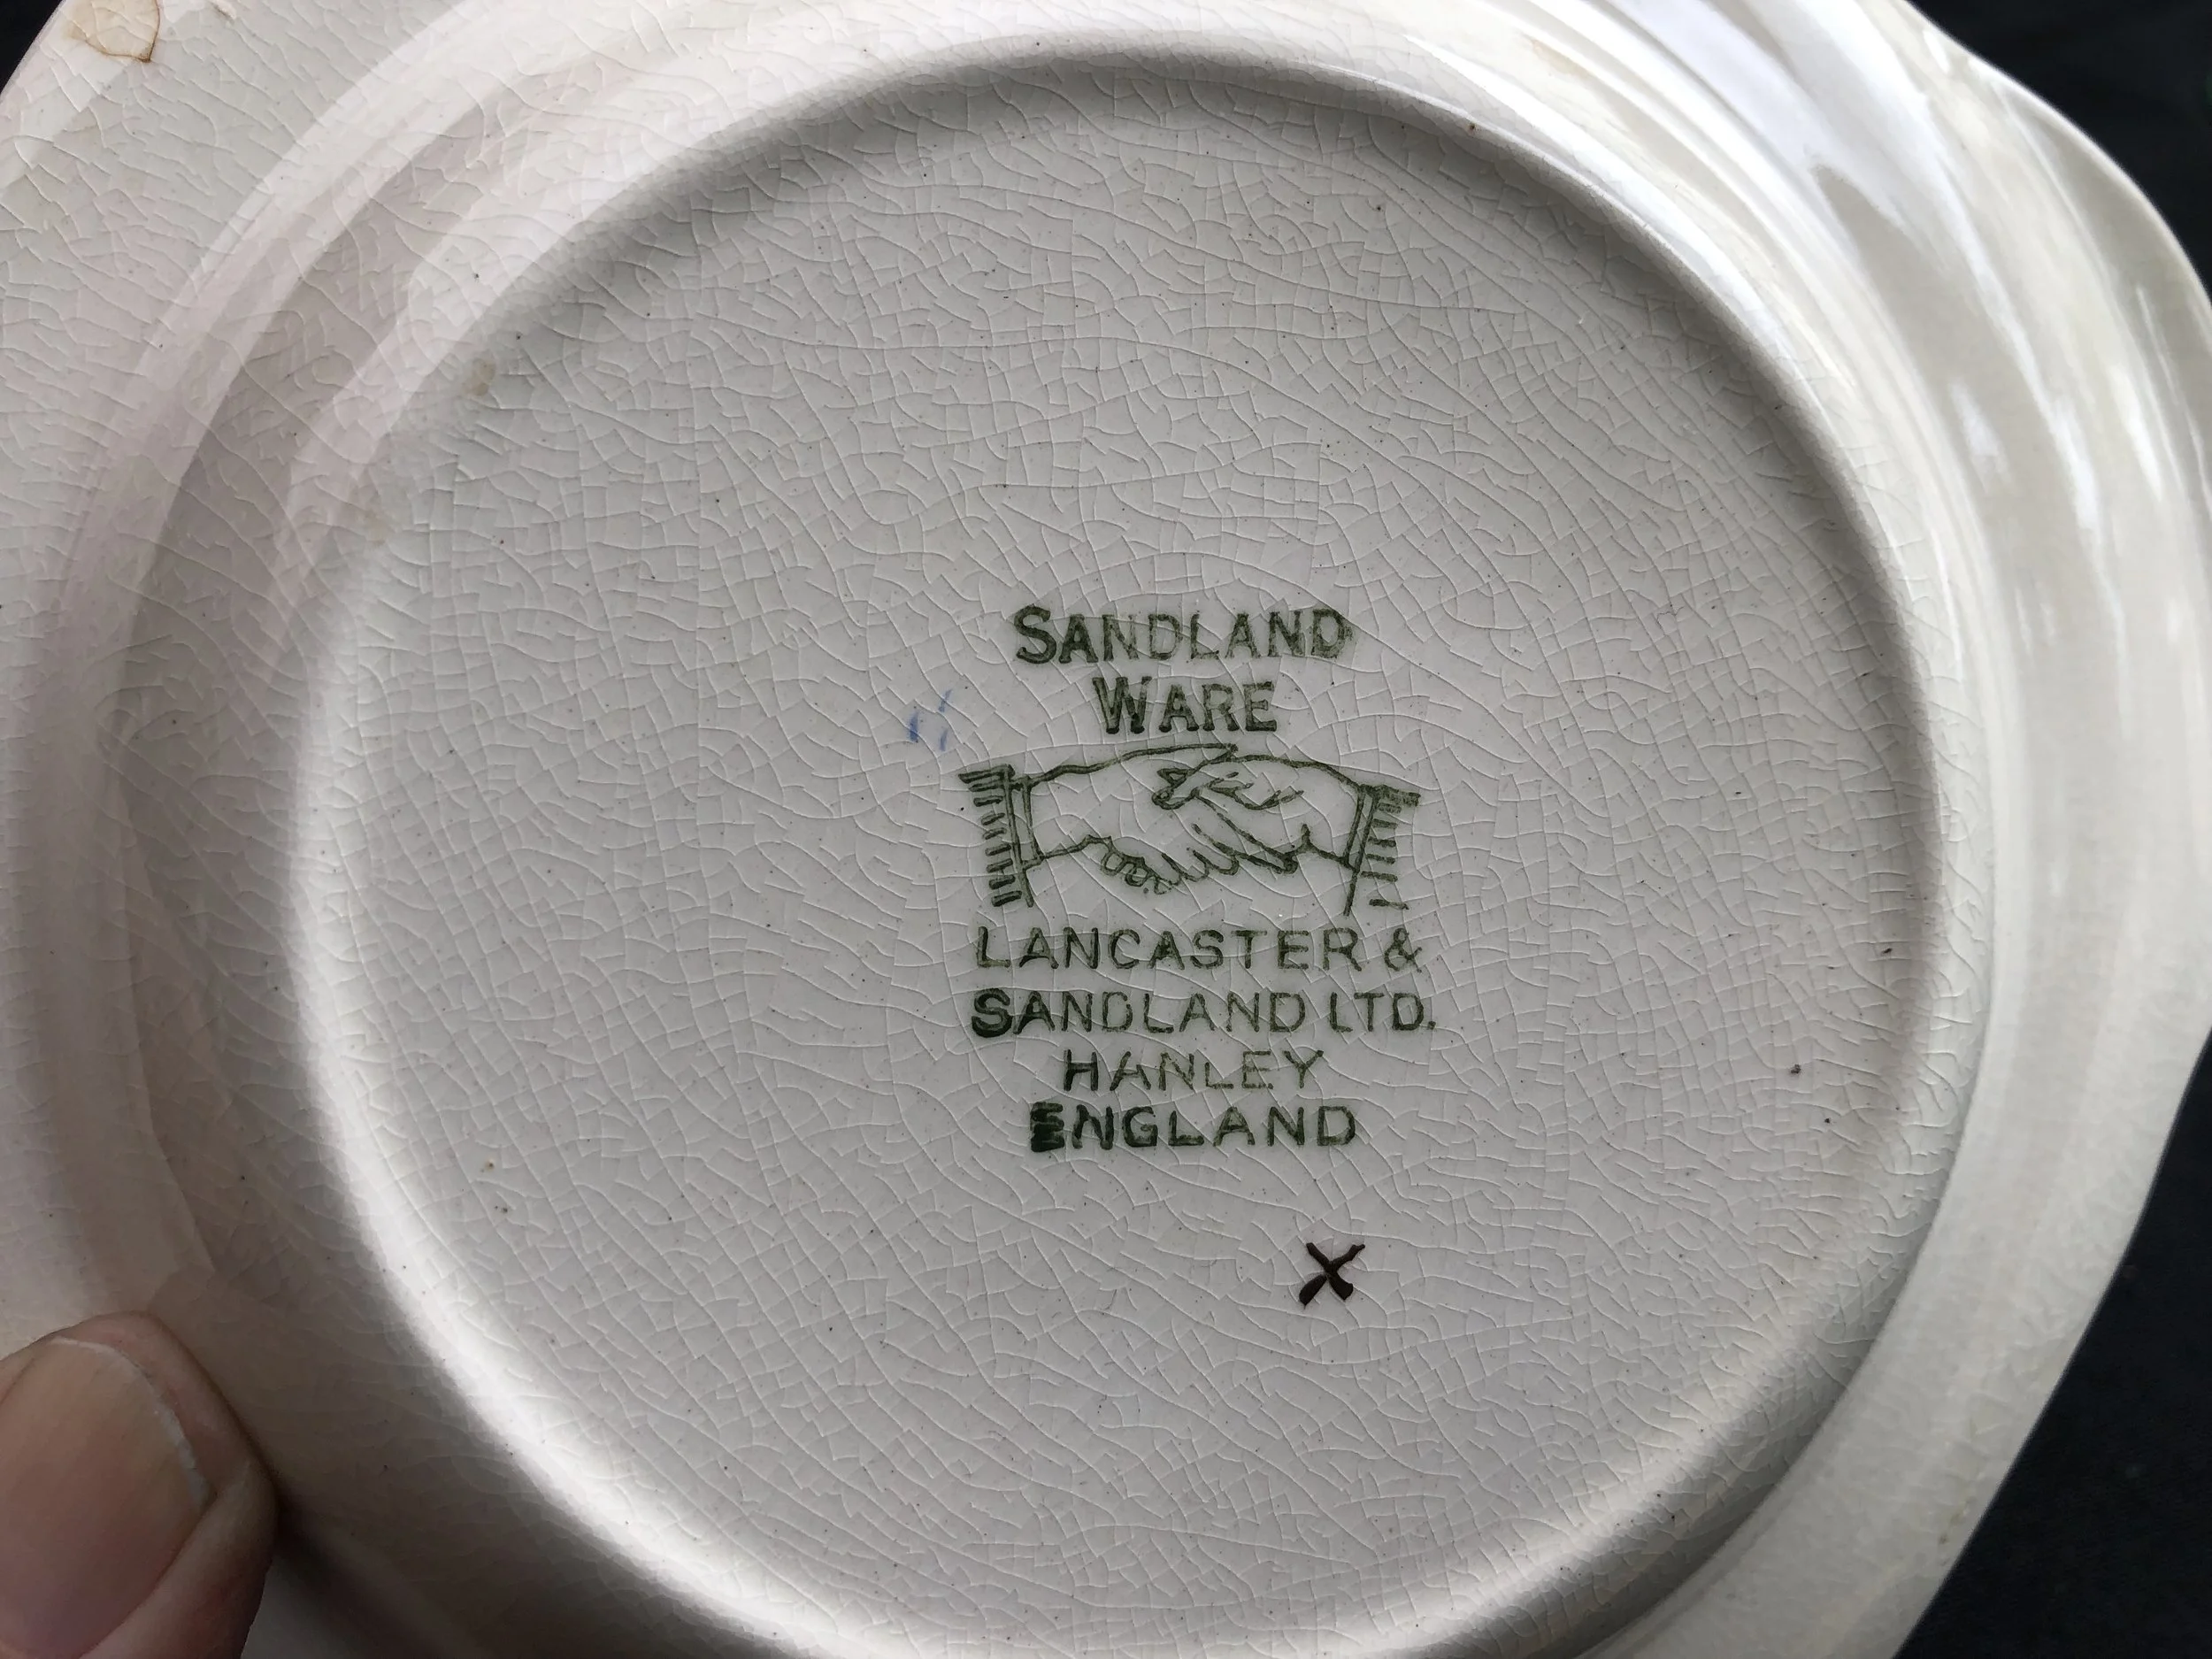 SANDLAND
WARE
LANCASTER &
SANDLAND LTD.
HANLEY
ENGLAND
X